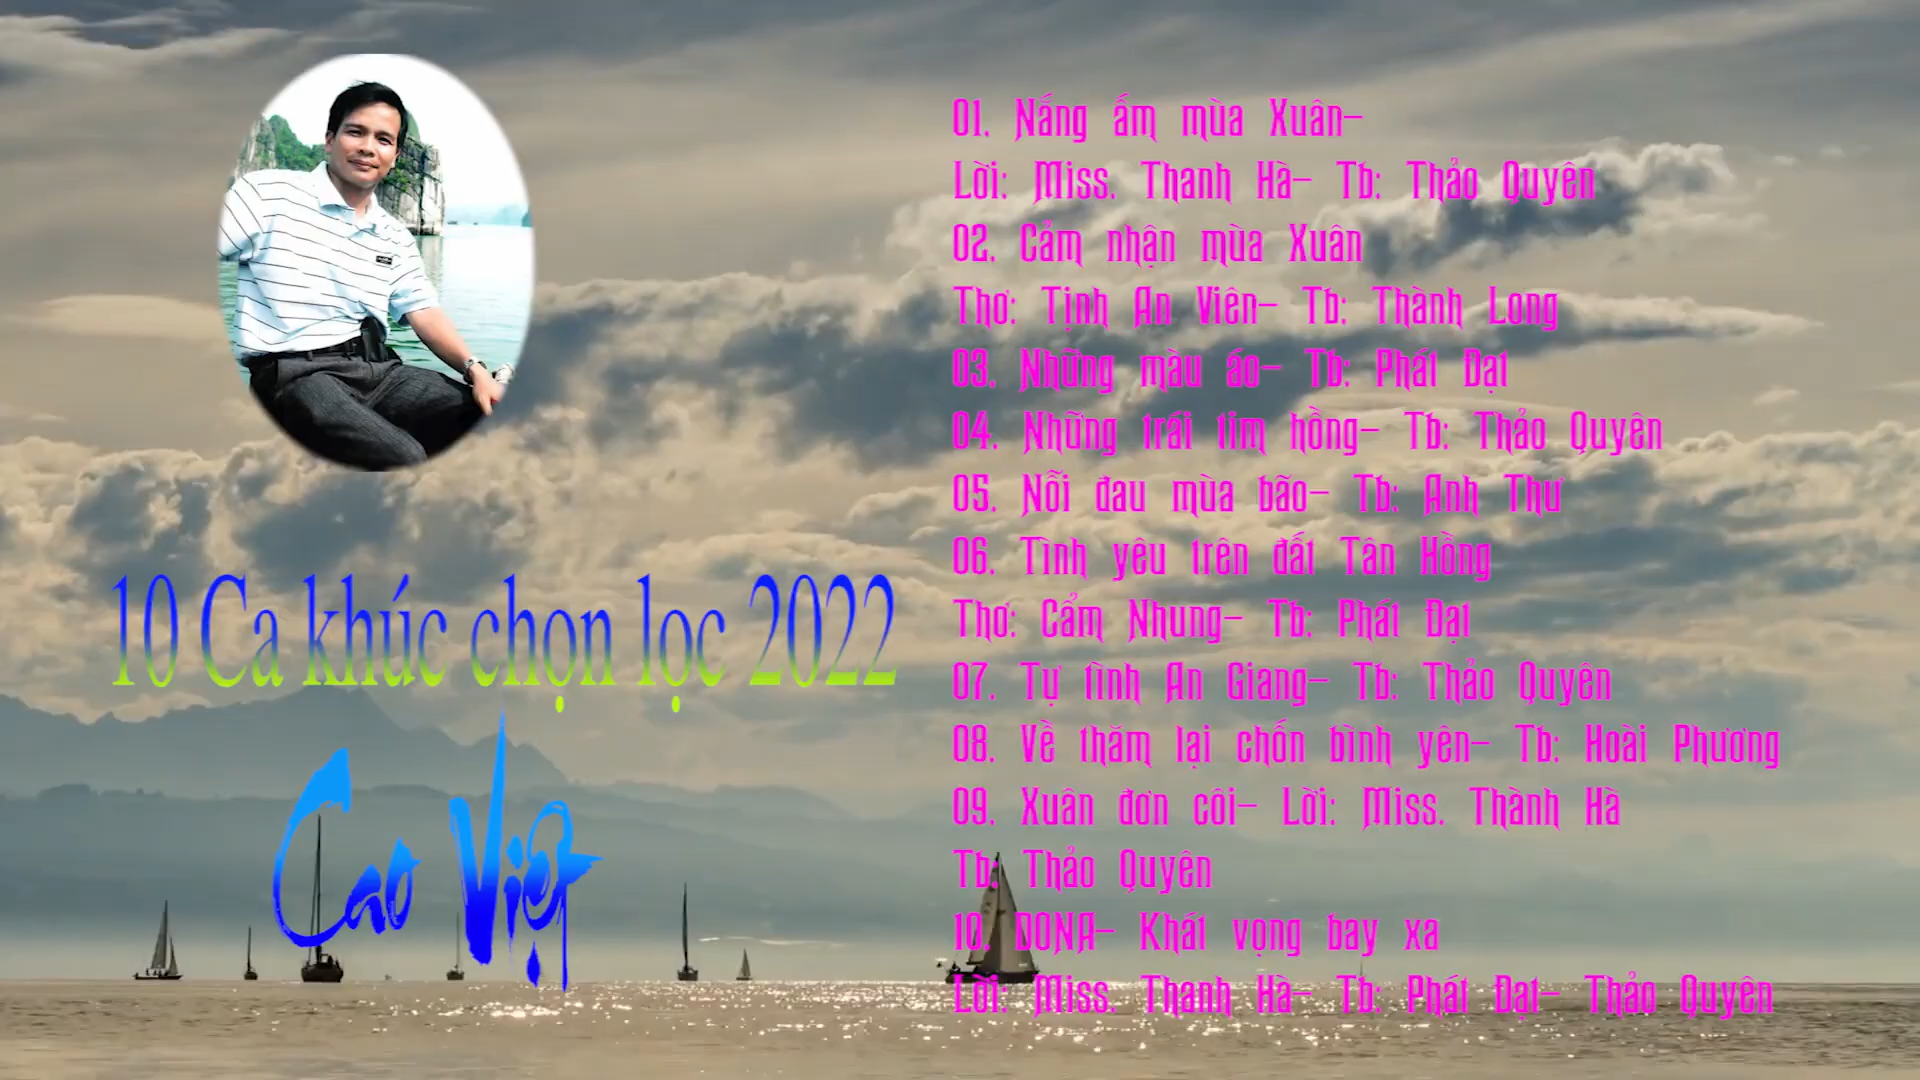 10 Ca khúc chọn lọc 2022
Cao Việt
01. Nắng ấm mùa Xuân-
Lời: Miss. Thanh Hà- Tb: Thảo Quyên
02. Cảm nhận mùa Xuân
Thơ: Tịnh An Viên- Tb: Thành Long
03. Những màu áo- Tb: Phát Đạt
04. Những trái tim hồng- Tb: Thảo Quyên
05. Nỗi đau mùa bão- Tb: Anh Thư
06. Tình yêu trên đất Tân Hồng
Thơ: Cẩm Nhung- Tb: Phát Đạt
07. Tự tình An Giang- Tb: Thảo Quyên
08. Về thăm lại chốn bình yên- Tb: Hoài Phương
09. Xuân đơn côi- Lời: Miss. Thành Hà
Tb: Thảo Quyên
10. DONA- Khát vọng bay xa
Lời: Miss. Thanh Hà- Tb: Phát Đạt- Thảo Quyên